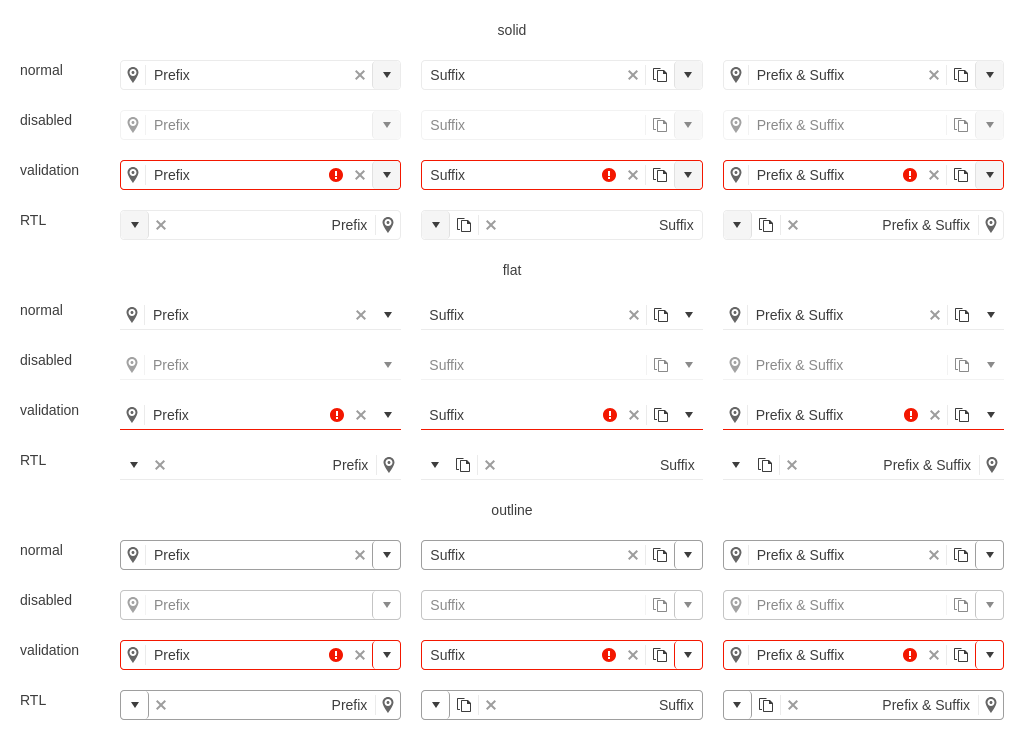 solid
normal Prefix Suffix Prefix & Suffix
disabled Prefix Suffix Prefix & Suffix
validation Prefix Suffix Prefix & Suffix
RTL Prefix Suffix Prefix & Suffix
flat
normal Prefix Suffix Prefix & Suffix
disabled Prefix Suffix Prefix & Suffix
validation Prefix Suffix Prefix & Suffix
RTL Prefix Suffix Prefix & Suffix
outline
normal Prefix Suffix Prefix & Suffix
disabled Prefix Suffix Prefix & Suffix
validation Prefix Suffix Prefix & Suffix
RTL Prefix Suffix Prefix & Suffix